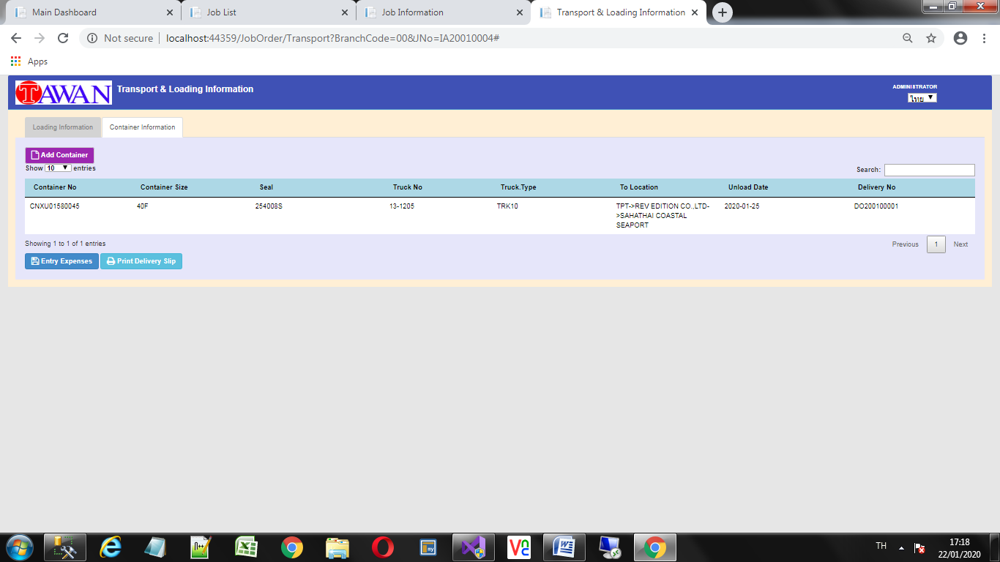 Main Dashboard
Job List
Job Information
Transport & Loading Information
Not secure
localhost:44359/JobOrder/Transport?BranchCode=00&JNo=IA20010004#
Apps
TAWAN
Transport & Loading Information
ADMINISTRATOR
ไทย
Loading Information
Container Information
Add Container
Show 10 entries
Search:
Container No Container Size Seal Truck No Truck.Type To Location Unload Date Delivery No
CNXU01580045 40F 254008S 13-1205 TRK10 TPT->REV EDITION CO.,LTD- 2020-01-25 DO200100001
>SAHATHAI COASTAL
SEAPORT
Showing 1 to 1 of 1 entries
Previous 1 Next
Entry Expenses
Print Delivery Slip
TH
17:18
22/01/2020